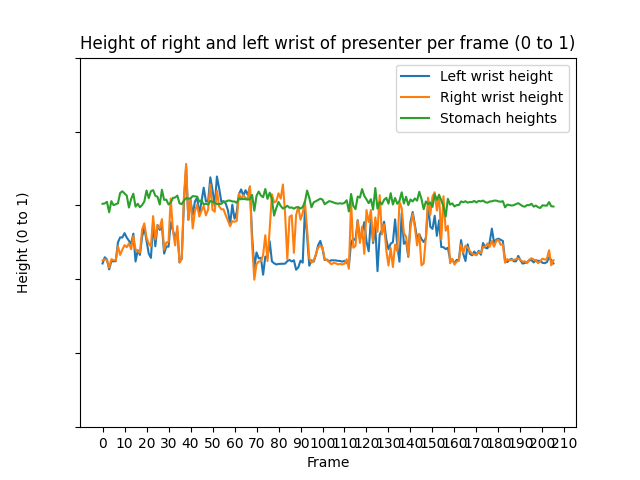 Height of right and left wrist of presenter per frame (0 to 1)
Left wrist height
Right wrist height
Stomach heights
Height (0 to 1)
0 10 20 30 40 50 60 70 80 90 100 110 120 130 140 150 160 170 180 190 200 210
Frame